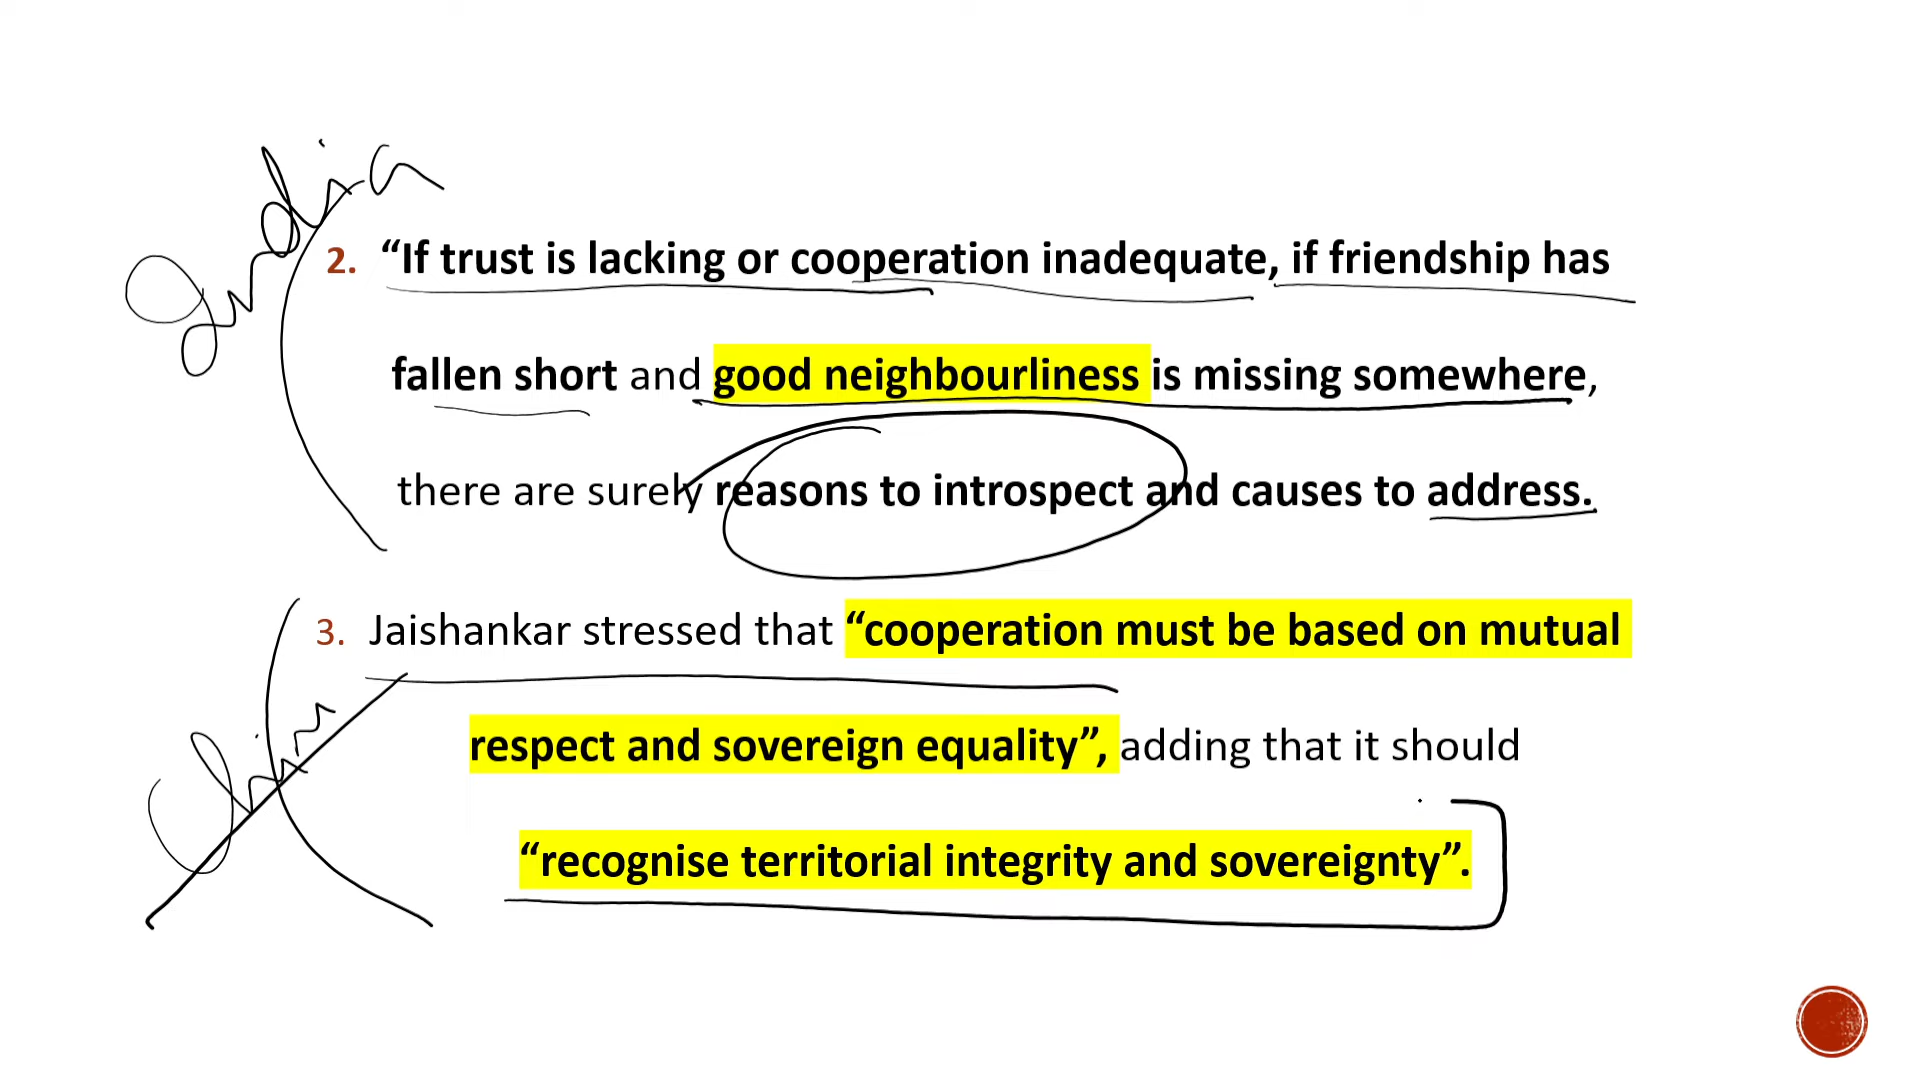 India
2. “If trust is lacking or cooperation inadequate, if friendship has
fallen short and good neighbourliness is missing somewhere,
there are surely reasons to introspect and causes to address.
3. Jaishankar stressed that “cooperation must be based on mutual
respect and sovereign equality”, adding that it should
“recognise territorial integrity and sovereignty”.